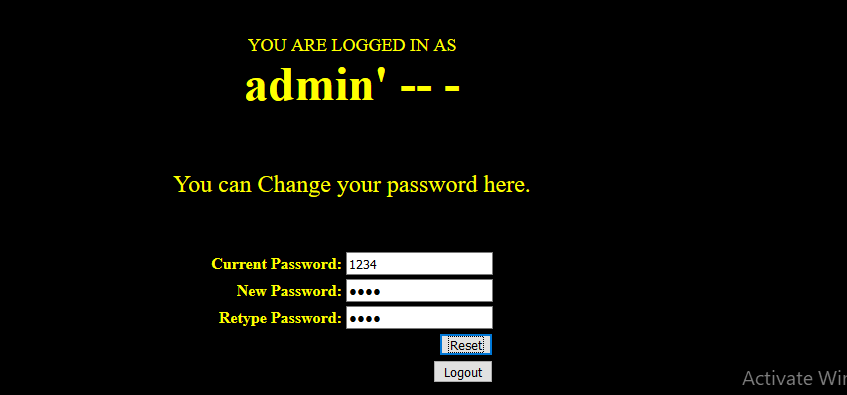 YOU ARE LOGGED IN AS
admin' -- -
You can Change your password here.
Current Password: 1234
New Password: ••••
Retype Password: ••••
Reset
Logout
Activate Wi